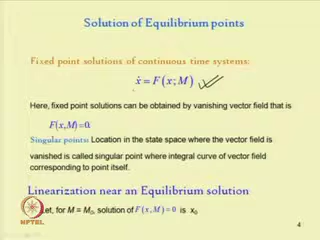 Solution of Equilibrium points
Fixed point solutions of continuous time systems:
ẋ = F(x; M)
Here, fixed point solutions can be obtained by vanishing vector field that is
F(x,M)=0.
Singular points: Location in the state space where the vector field is
vanished is called singular point where integral curve of vector field
corresponding to point itself.
Linearization near an Equilibrium solution
Let, for M = M₀, solution of F(x, M) = 0 is x₀
NPTEL
4